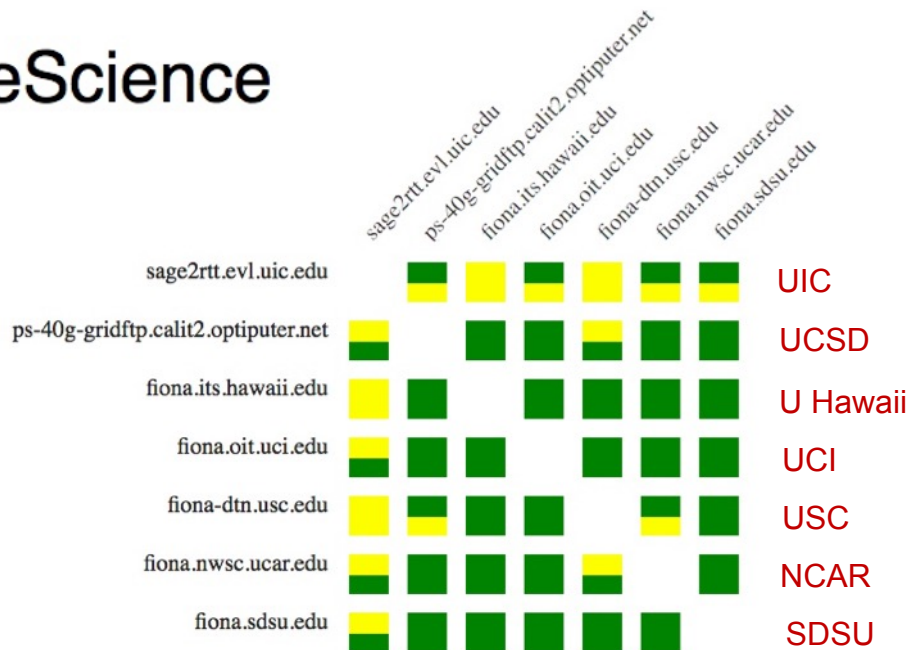 eScience
sage2rtt.evl.uic.edu
ps-40g-gridftp.calit2.optiputer.net
fiona.its.hawaii.edu
fiona.oit.uci.edu
fiona-dtn.usc.edu
fiona.nwsc.ucar.edu
fiona.sdsu.edu
sage2rtt.evl.uic.edu UIC
ps-40g-gridftp.calit2.optiputer.net UCSD
fiona.its.hawaii.edu U Hawaii
fiona.oit.uci.edu UCI
fiona-dtn.usc.edu USC
fiona.nwsc.ucar.edu NCAR
fiona.sdsu.edu SDSU